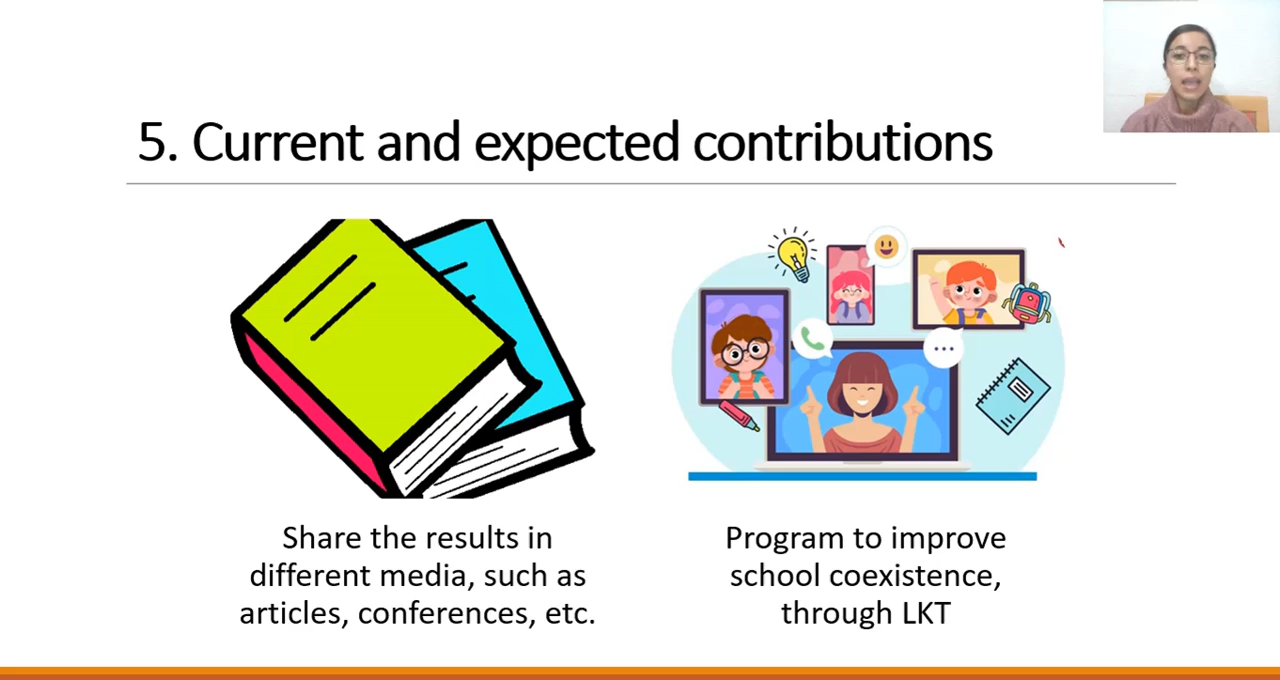 5. Current and expected contributions
Share the results in
different media, such as
articles, conferences, etc.
Program to improve
school coexistence,
through LKT